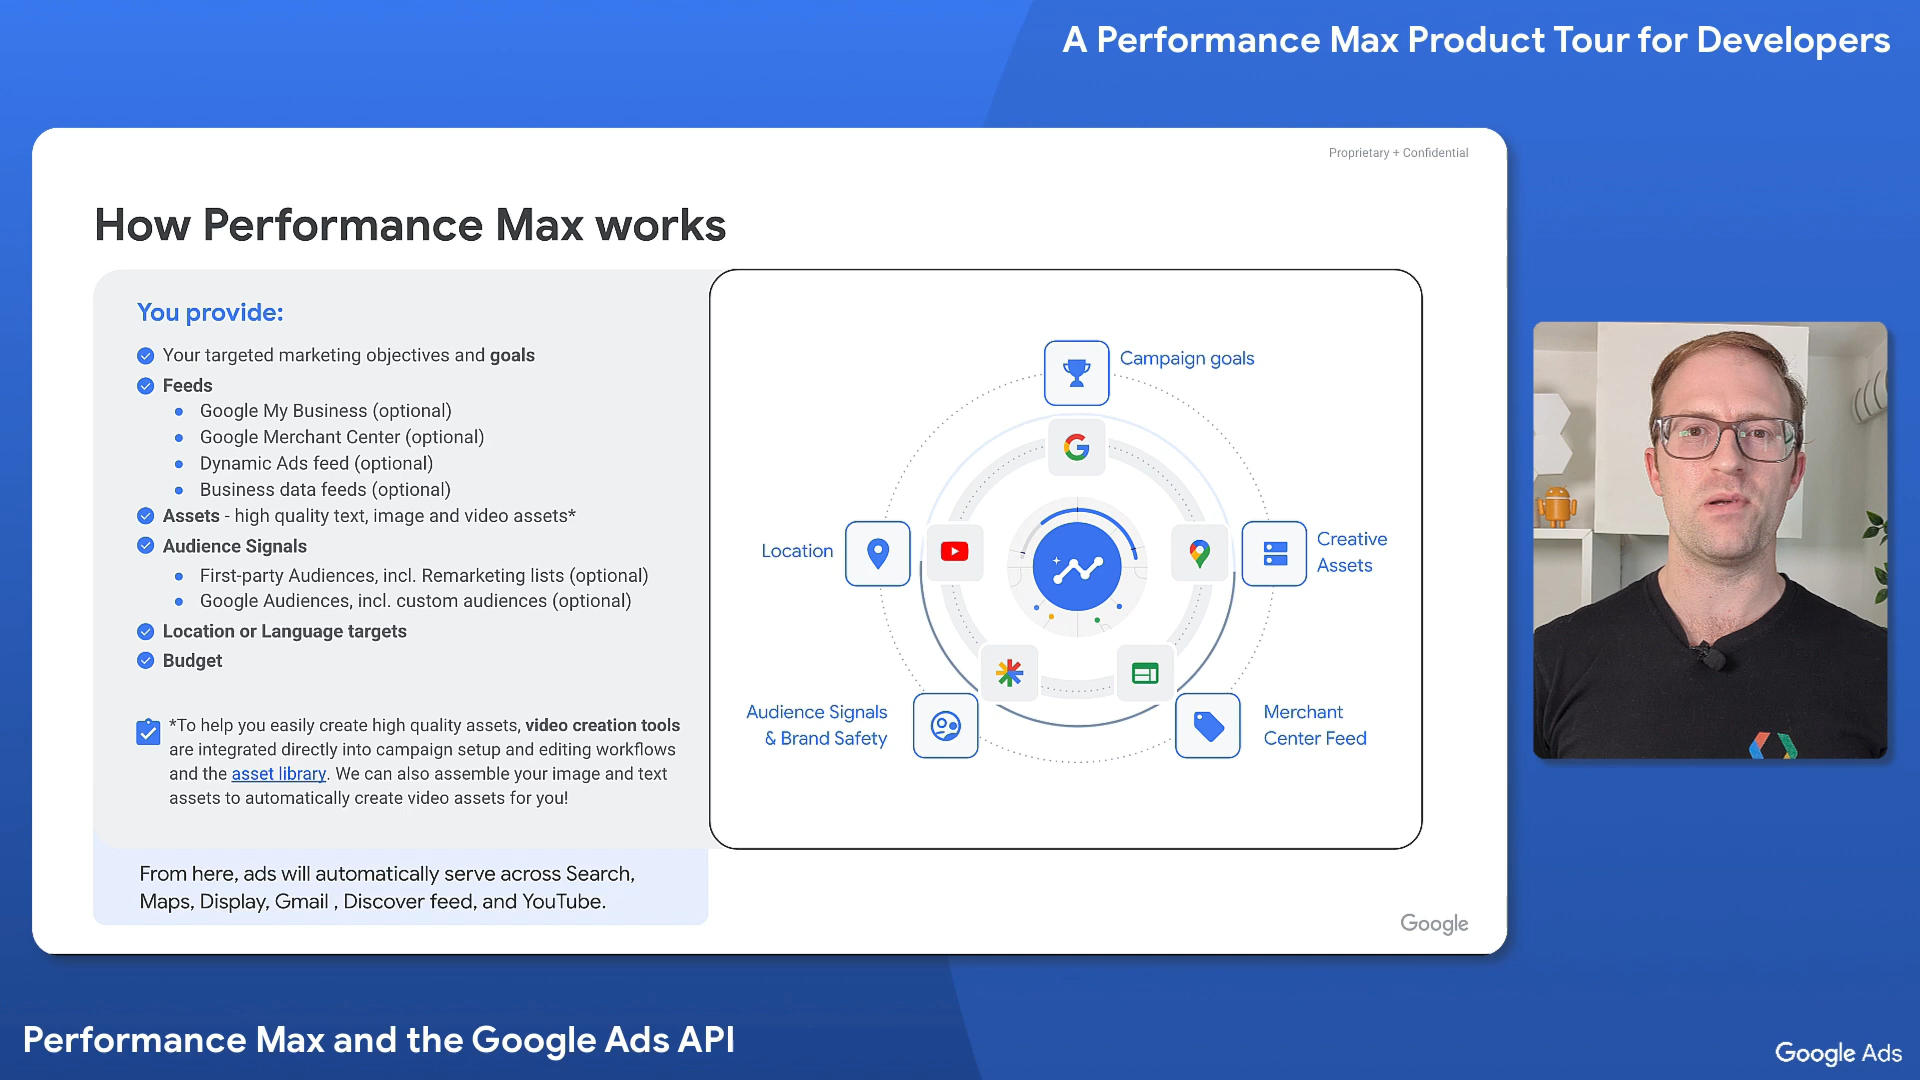 A Performance Max Product Tour for Developers
Proprietary + Confidential
How Performance Max works
You provide:
Your targeted marketing objectives and goals
Feeds
Google My Business (optional)
Google Merchant Center (optional)
Dynamic Ads feed (optional)
Business data feeds (optional)
Assets - high quality text, image and video assets*
Audience Signals
First-party Audiences, incl. Remarketing lists (optional)
Google Audiences, incl. custom audiences (optional)
Location or Language targets
Budget
*To help you easily create high quality assets, video creation tools
are integrated directly into campaign setup and editing workflows
and the asset library. We can also assemble your image and text
assets to automatically create video assets for you!
From here, ads will automatically serve across Search,
Maps, Display, Gmail , Discover feed, and YouTube.
Campaign goals
Location
Creative
Assets
Audience Signals
& Brand Safety
Merchant
Center Feed
Google
Performance Max and the Google Ads API
Google Ads